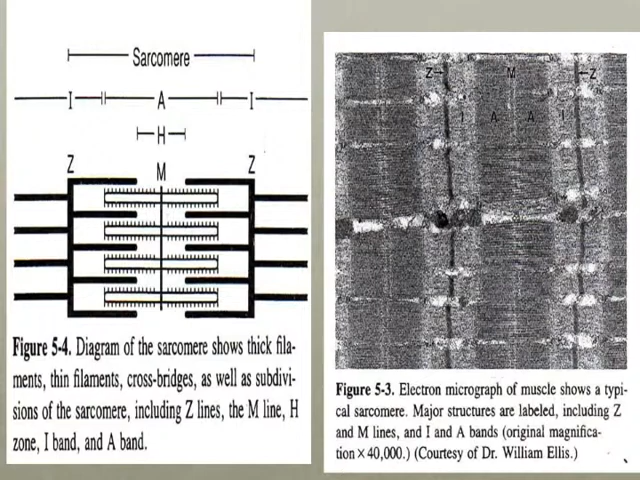 Sarcomere
I A I
H
Z M Z
Figure 5-4. Diagram of the sarcomere shows thick fila-
ments, thin filaments, cross-bridges, as well as subdivi-
sions of the sarcomere, including Z lines, the M line, H
zone, I band, and A band.
Z M Z
I A A I
Figure 5-3. Electron micrograph of muscle shows a typi-
cal sarcomere. Major structures are labeled, including Z
and M lines, and I and A bands (original magnifica-
tion × 40,000.) (Courtesy of Dr. William Ellis.)